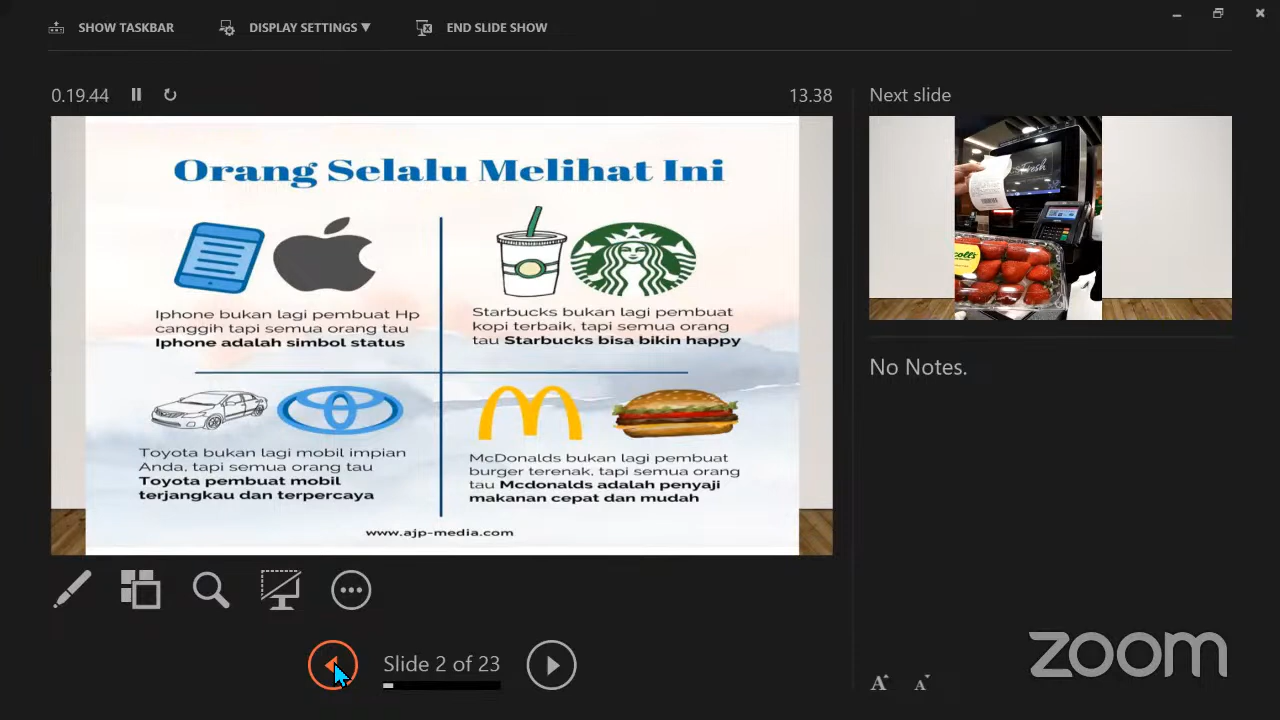 SHOW TASKBAR
DISPLAY SETTINGS
END SLIDE SHOW
0.19.44
13.38
Next slide
Orang Selalu Melihat Ini
Iphone bukan lagi pembuat Hp
canggih tapi semua orang tau
Iphone adalah simbol status
Starbucks bukan lagi pembuat
kopi terbaik, tapi semua orang
tau Starbucks bisa bikin happy
Toyota bukan lagi mobil impian
Anda, tapi semua orang tau
Toyota pembuat mobil
terjangkau dan terpercaya
McDonalds bukan lagi pembuat
burger terenak, tapi semua orang
tau Mcdonalds adalah penyaji
makanan cepat dan mudah
www.ajp-media.com
Fresh
No Notes.
Slide 2 of 23
zoom
A A